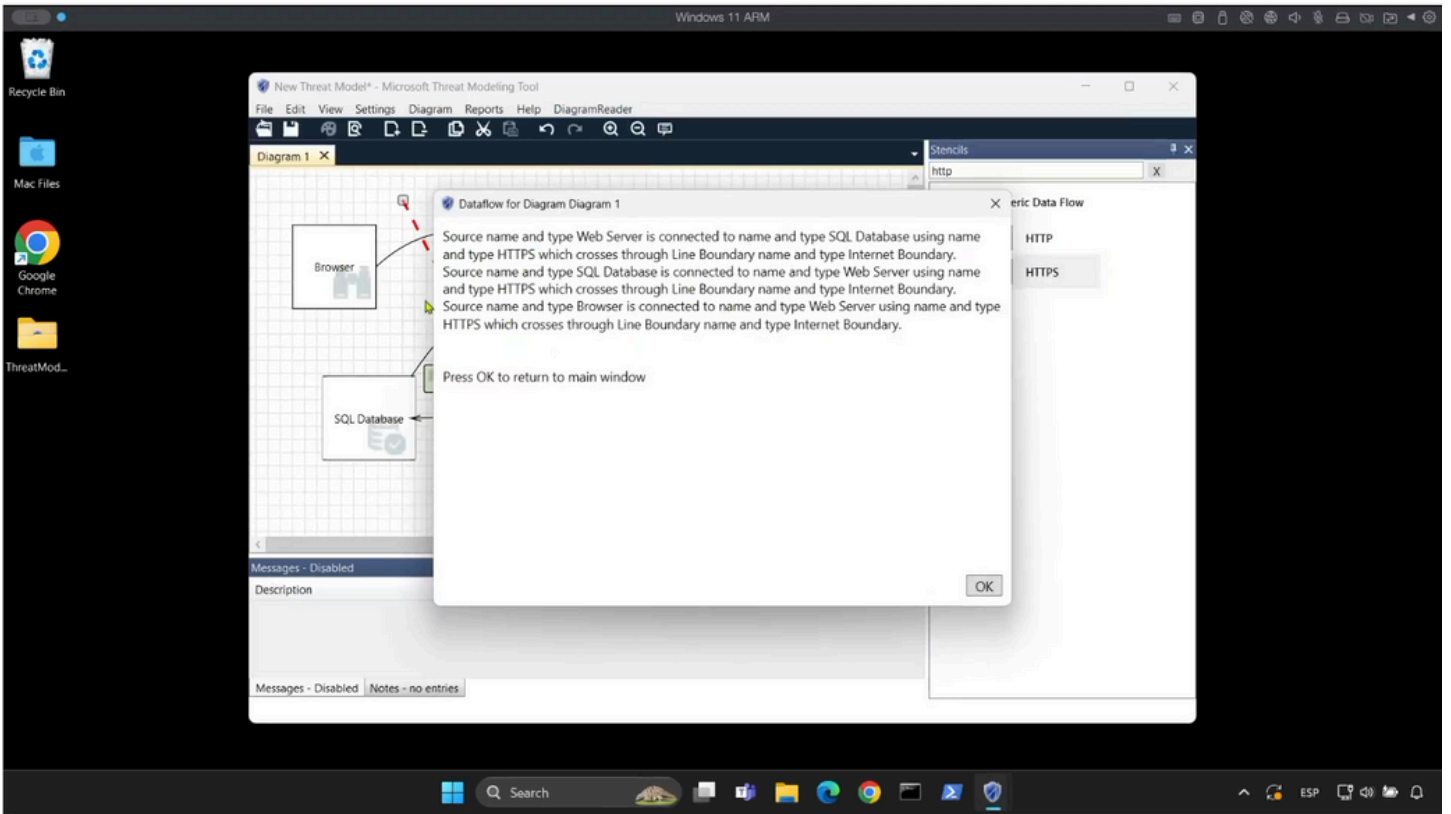 Windows 11 ARM
Recycle Bin
Mac Files
Google
Chrome
ThreatMod...
New Threat Model* - Microsoft Threat Modeling Tool
File Edit View Settings Diagram Reports Help DiagramReader
Diagram 1
Browser
SQL Database
Stencils
http
X
eric Data Flow
HTTP
HTTPS
Dataflow for Diagram Diagram 1
Source name and type Web Server is connected to name and type SQL Database using name
and type HTTPS which crosses through Line Boundary name and type Internet Boundary.
Source name and type SQL Database is connected to name and type Web Server using name
and type HTTPS which crosses through Line Boundary name and type Internet Boundary.
Source name and type Browser is connected to name and type Web Server using name and type
HTTPS which crosses through Line Boundary name and type Internet Boundary.
Press OK to return to main window
OK
Messages - Disabled
Description
Messages - Disabled Notes - no entries
Search
ESP